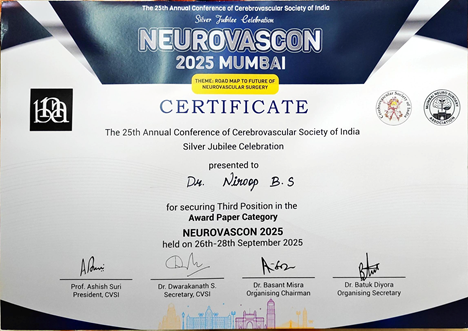 The 25th Annual Conference of Cerebrovascular Society of India
Silver Jubilee Celebration
NEUROVASCON
2025 MUMBAI
THEME: ROAD MAP TO FUTURE OF
NEUROVASCULAR SURGERY
CERTIFICATE
The 25th Annual Conference of Cerebrovascular Society of India
Silver Jubilee Celebration
presented to
Dr. Niroop B.S
for securing Third Position in the
Award Paper Category
NEUROVASCON 2025
held on 26th-28th September 2025
Prof. Ashish Suri
President, CVSI
Dr. Dwarakanath S.
Secretary, CVSI
Dr. Basant Misra
Organising Chairman
Dr. Batuk Diyora
Organising Secretary